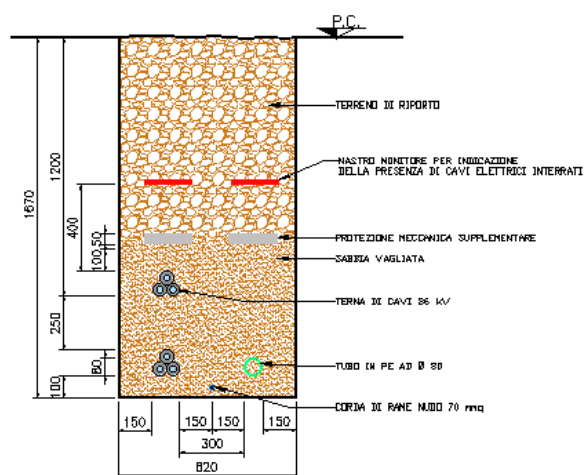 P.C.
TERRENO DI RIPORTO
NASTRO MONITORE PER INDICAZIONE
DELLA PRESENZA DI CAVI ELETTRICI INTERRATI
PROTEZIONE MECCANICA SUPPLEMENTARE
SABBIA VAGLIATA
TERNA DI CAVI 36 KV
TUBO IN PE AD Ø 80
CORDA DI RAME NUDO 70 mmq
1670
1200
400
50
100
250
80
100
150
150
150
150
300
820